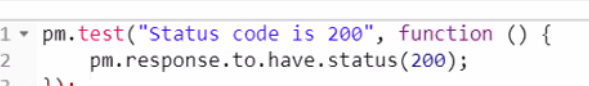 1 pm.test("Status code is 200", function () {
2 pm.response.to.have.status(200);
3 });